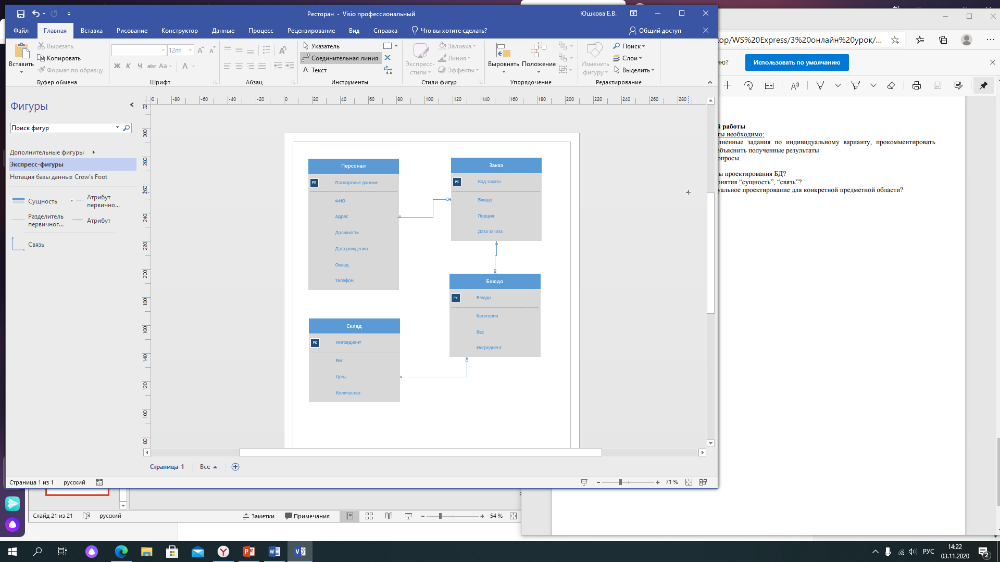 Ресторан - Visio профессиональный
Юшкова Е.В.
Файл Главная Вставка Рисование Конструктор Данные Процесс Рецензирование Вид Справка Что вы хотите сделать? Общий доступ
Вставить
Вырезать
Копировать
Формат по образцу
Буфер обмена
12пт
Ж К Ч abc Aa A
Шрифт
Абзац
Указатель
Соединительная линия
Текст
Инструменты
Экспресс-
стили
Заливка
Линия
Эффекты
Стили фигур
Выровнять Положение
Упорядочение
Изменить
фигуру
Поиск
Слои
Выделить
Редактирование
Фигуры
Поиск фигур
Дополнительные фигуры
Экспресс-фигуры
Нотация базы данных Crow's Foot
Сущность
Атрибут
первично...
Разделитель
первичног...
Атрибут
Связь
-80 -60 -40 -20 0 20 40 60 80 100 120 140 160 180 200 220 240 260 280
300
280
260
240
220
200
180
160
140
120
100
80
Персонал
PK Паспортные данные
ФИО
Адрес
Должность
Дата рождения
Оклад
Телефон
Заказ
PK Код заказа
Блюдо
Порция
Дата заказа
Блюдо
PK Блюдо
Категория
Вес
Ингредиент
Склад
PK Ингредиент
Вес
Цена
Количество
Страница-1 Все
Страница 1 из 1 русский
71 %
top/WS%20Express/3%20онлайн%20урок/...
ию?
Использовать по умолчанию
й работы
ты необходимо:
лненные задания по индивидуальному варианту, прокомментировать
объяснить полученные результаты
опросы.
ы проектирования БД?
онятия “сущность”, “связь”?
уальное проектирование для конкретной предметной области?
Слайд 21 из 21 русский
Заметки Примечания
54 %
РУС
14:22
03.11.2020
2